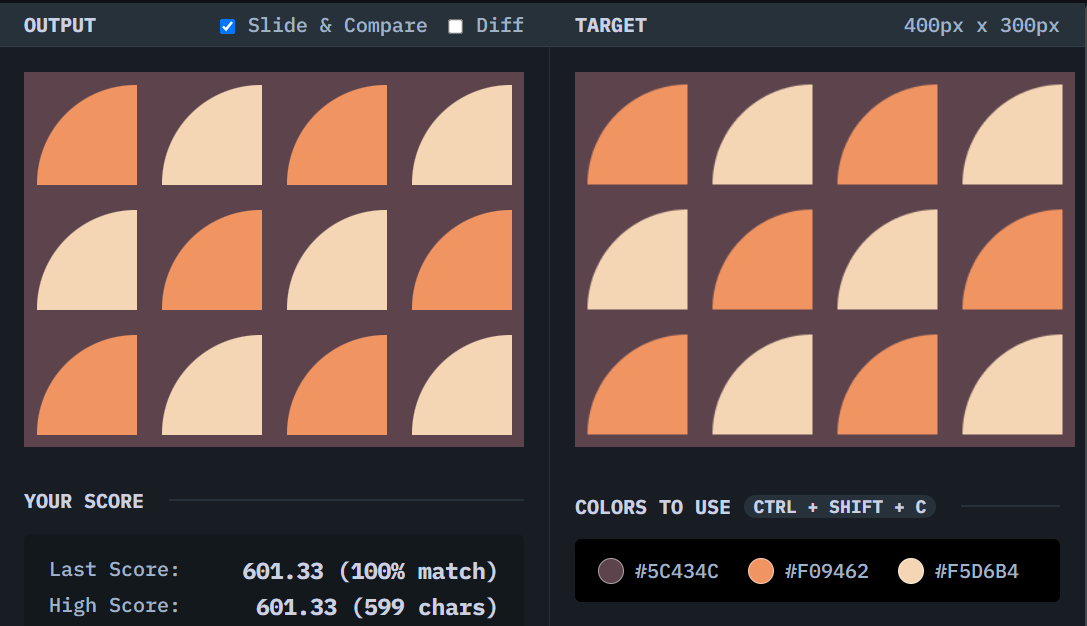 OUTPUT Slide & Compare Diff TARGET 400px x 300px
YOUR SCORE
Last Score: 601.33 (100% match)
High Score: 601.33 (599 chars)
COLORS TO USE CTRL + SHIFT + C
#5C434C #F09462 #F5D6B4